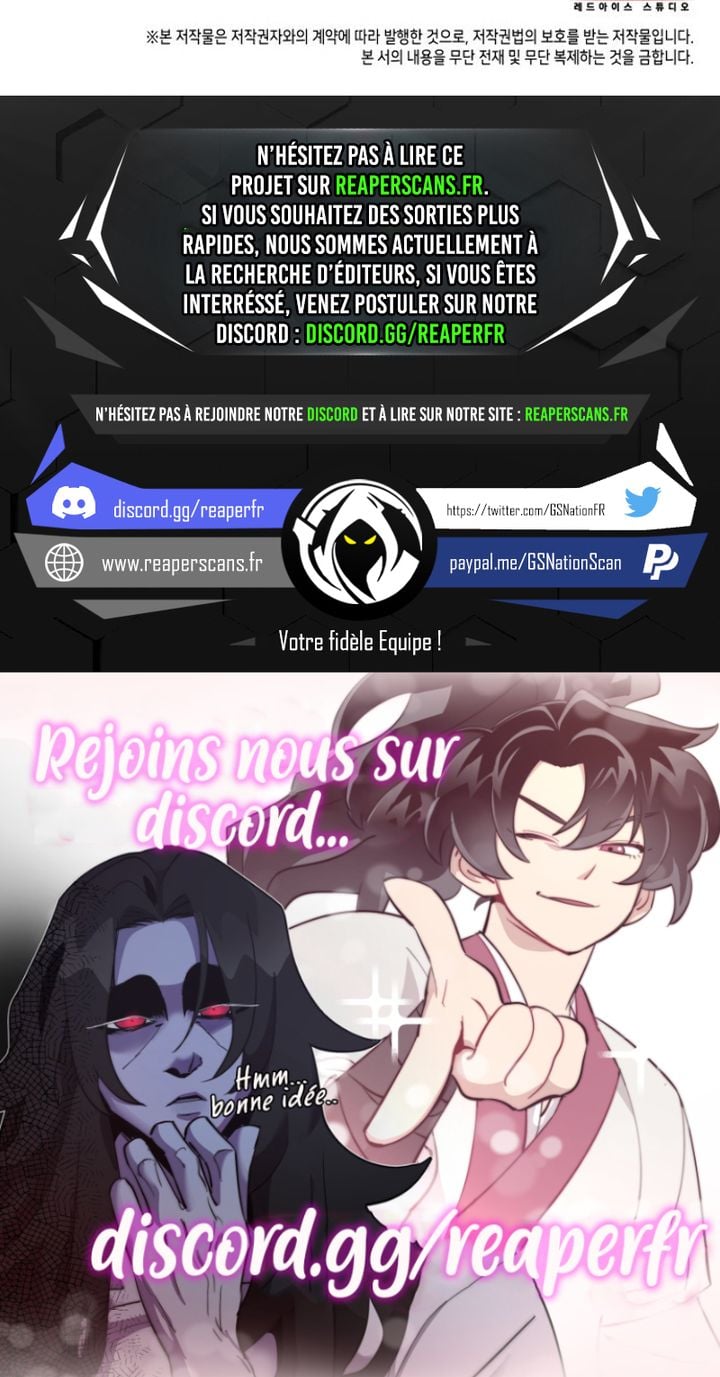 레드아이스 스튜디오
※본 저작물은 저작권자와의 계약에 따라 발행한 것으로, 저작권법의 보호를 받는 저작물입니다.
본 서의 내용을 무단 전재 및 무단 복제하는 것을 금합니다.
N'HÉSITEZ PAS À LIRE CE
PROJET SUR REAPERSCANS.FR.
SI VOUS SOUHAITEZ DES SORTIES PLUS
RAPIDES, NOUS SOMMES ACTUELLEMENT À
LA RECHERCHE D'ÉDITEURS, SI VOUS ÊTES
INTERRÉSSÉ, VENEZ POSTULER SUR NOTRE
DISCORD : DISCORD.GG/REAPERFR
N'HÉSITEZ PAS À REJOINDRE NOTRE DISCORD ET À LIRE SUR NOTRE SITE : REAPERSCANS.FR
discord.gg/reaperfr
https://twitter.com/GSNationFR
www.reaperscans.fr
paypal.me/GSNationScan
Votre fidèle Equipe !
Rejoins nous sur
discord...
Hmm...
bonne idée..
discord.gg/reaperfr